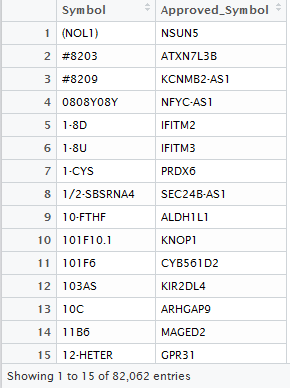 Symbol Approved_Symbol
1 (NOL1) NSUN5
2 #8203 ATXN7L3B
3 #8209 KCNMB2-AS1
4 0808Y08Y NFYC-AS1
5 1-8D IFITM2
6 1-8U IFITM3
7 1-CYS PRDX6
8 1/2-SBSRNA4 SEC24B-AS1
9 10-FTHF ALDH1L1
10 101F10.1 KNOP1
11 101F6 CYB561D2
12 103AS KIR2DL4
13 10C ARHGAP9
14 11B6 MAGED2
15 12-HETER GPR31
Showing 1 to 15 of 82,062 entries